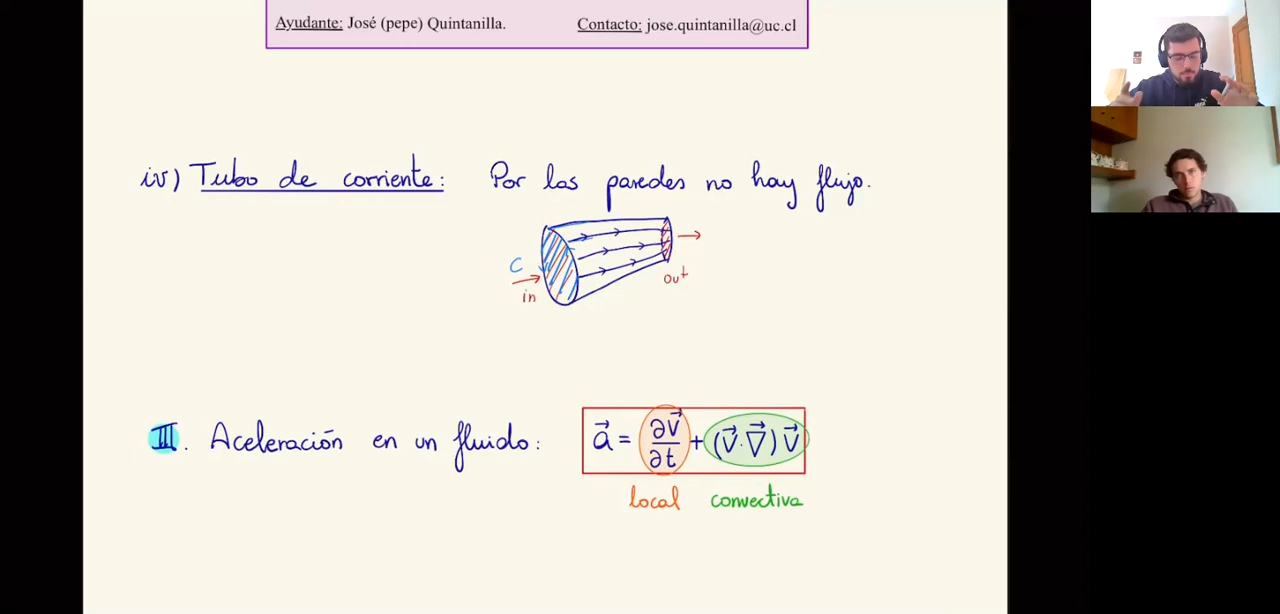 Ayudante: José (pepe) Quintanilla. Contacto: jose.quintanilla@uc.cl
iv) Tubo de corriente: Por las paredes no hay flujo.
C
in
out
III. Aceleración en un fluido: a⃗ = ∂v⃗/∂t + (v⃗·∇⃗)v⃗
local convectiva